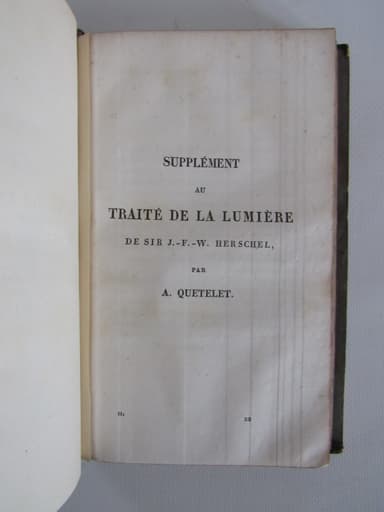 SUPPLÉMENT
AU
TRAITÉ DE LA LUMIÈRE
DE SIR J.-F.-W. HERSCHEL,
PAR
A. QUETELET.